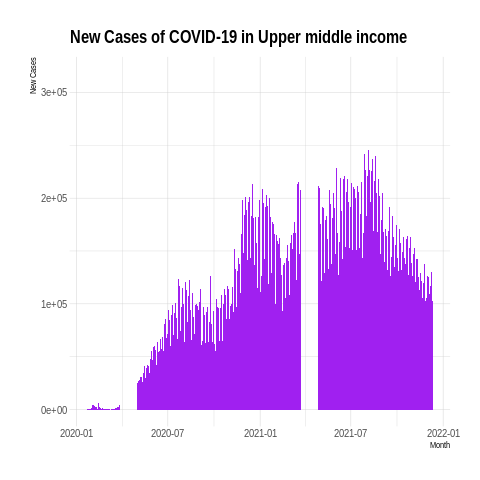 New Cases of COVID-19 in Upper middle income
New Cases
3e+05
2e+05
1e+05
0e+00
2020-01 2020-07 2021-01 2021-07 2022-01
Month